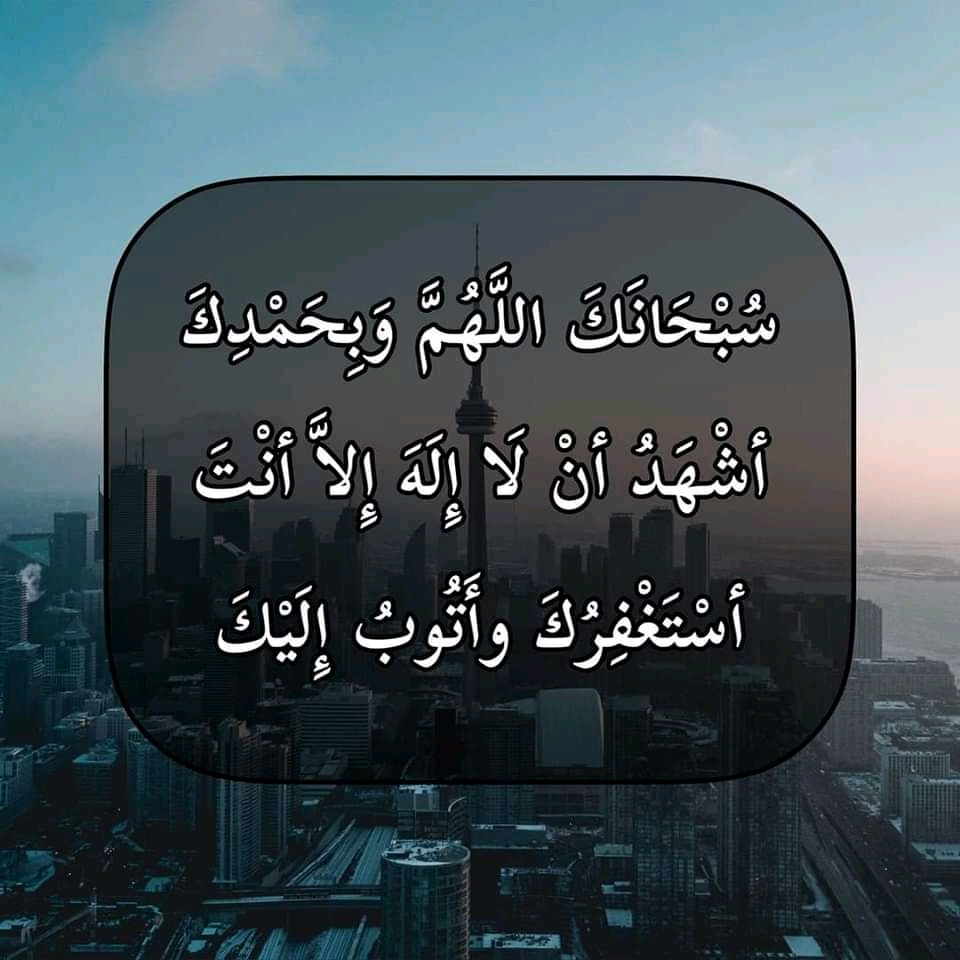 سُبْحَانَكَ اللَّهُمَّ وَبِحَمْدِكَ
أشْهَدُ أنْ لَا إِلَهَ إِلاَّ أنْتَ
أسْتَغْفِرُكَ وأَتُوبُ إِلَيْكَ